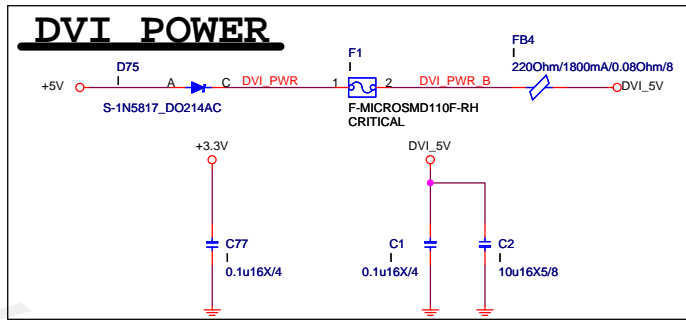 DVI POWER
D75
F1
FB4
220Ohm/1800mA/0.08Ohm/8
+5V
A
C
DVI_PWR
1
2
DVI_PWR_B
DVI_5V
S-1N5817_DO214AC
F-MICROSMD110F-RH
CRITICAL
+3.3V
DVI_5V
C77
0.1u16X/4
C1
0.1u16X/4
C2
10u16X5/8